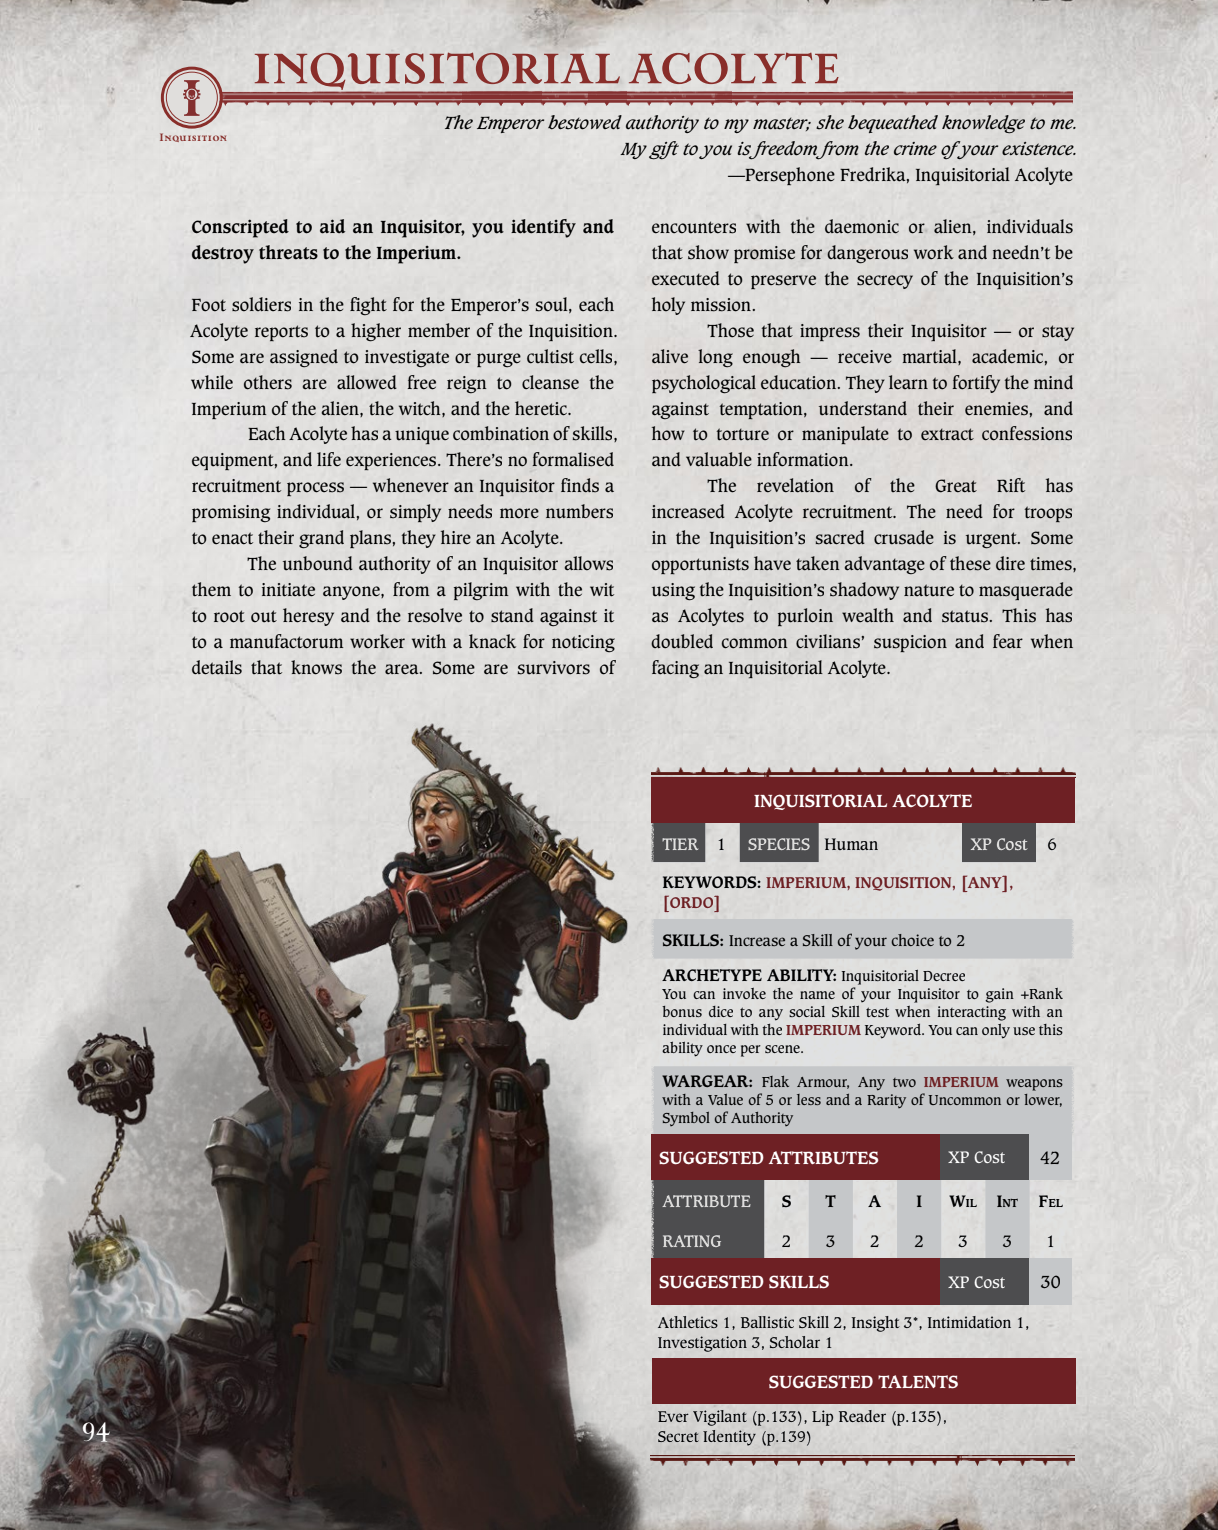 INQUISITORIAL ACOLYTE
INQUISITION
The Emperor bestowed authority to my master; she bequeathed knowledge to me.
My gift to you is freedom from the crime of your existence.
—Persephone Fredrika, Inquisitorial Acolyte
Conscripted to aid an Inquisitor, you identify and
destroy threats to the Imperium.
Foot soldiers in the fight for the Emperor's soul, each
Acolyte reports to a higher member of the Inquisition.
Some are assigned to investigate or purge cultist cells,
while others are allowed free reign to cleanse the
Imperium of the alien, the witch, and the heretic.
Each Acolyte has a unique combination of skills,
equipment, and life experiences. There's no formalised
recruitment process — whenever an Inquisitor finds a
promising individual, or simply needs more numbers
to enact their grand plans, they hire an Acolyte.
The unbound authority of an Inquisitor allows
them to initiate anyone, from a pilgrim with the wit
to root out heresy and the resolve to stand against it
to a manufactorum worker with a knack for noticing
details that knows the area. Some are survivors of
encounters with the daemonic or alien, individuals
that show promise for dangerous work and needn't be
executed to preserve the secrecy of the Inquisition's
holy mission.
Those that impress their Inquisitor — or stay
alive long enough — receive martial, academic, or
psychological education. They learn to fortify the mind
against temptation, understand their enemies, and
how to torture or manipulate to extract confessions
and valuable information.
The revelation of the Great Rift has
increased Acolyte recruitment. The need for troops
in the Inquisition's sacred crusade is urgent. Some
opportunists have taken advantage of these dire times,
using the Inquisition's shadowy nature to masquerade
as Acolytes to purloin wealth and status. This has
doubled common civilians' suspicion and fear when
facing an Inquisitorial Acolyte.
INQUISITORIAL ACOLYTE
TIER 1 SPECIES Human XP Cost 6
KEYWORDS: IMPERIUM, INQUISITION, [ANY],
[ORDO]
SKILLS: Increase a Skill of your choice to 2
ARCHETYPE ABILITY: Inquisitorial Decree
You can invoke the name of your Inquisitor to gain +Rank
bonus dice to any social Skill test when interacting with an
individual with the IMPERIUM Keyword. You can only use this
ability once per scene.
WARGEAR: Flak Armour, Any two IMPERIUM weapons
with a Value of 5 or less and a Rarity of Uncommon or lower,
Symbol of Authority
SUGGESTED ATTRIBUTES XP Cost 42
ATTRIBUTE S T A I WIL INT FEL
RATING 2 3 2 2 3 3 1
SUGGESTED SKILLS XP Cost 30
Athletics 1, Ballistic Skill 2, Insight 3*, Intimidation 1,
Investigation 3, Scholar 1
SUGGESTED TALENTS
Ever Vigilant (p.133), Lip Reader (p.135),
Secret Identity (p.139)
94